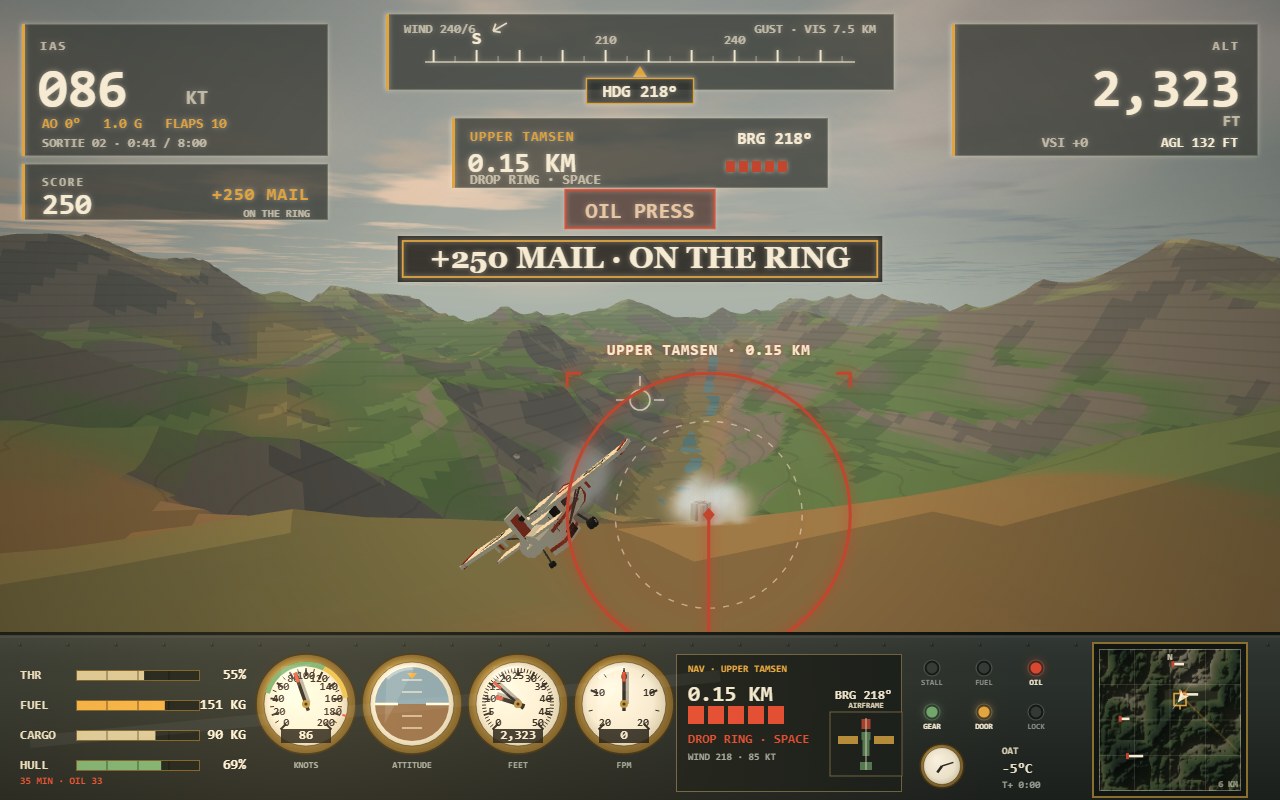 IAS
086 KT
AO 0° 1.0 G FLAPS 10
SORTIE 02 · 0:41 / 8:00
SCORE
250
+250 MAIL
ON THE RING
WIND 240/6
GUST · VIS 7.5 KM
S 210 240
HDG 218°
UPPER TAMSEN
BRG 218°
0.15 KM
DROP RING · SPACE
OIL PRESS
+250 MAIL · ON THE RING
ALT
2,323
FT
VSI +0 AGL 132 FT
UPPER TAMSEN · 0.15 KM
THR 55%
FUEL 151 KG
CARGO 90 KG
HULL 69%
35 MIN · OIL 33
86
KNOTS
ATTITUDE
2,323
FEET
0
FPM
NAV · UPPER TAMSEN
0.15 KM
BRG 218°
AIRFRAME
DROP RING · SPACE
WIND 218 · 85 KT
STALL FUEL OIL
GEAR DOOR LOCK
OAT
-5°C
T+ 0:00
N
6 KM